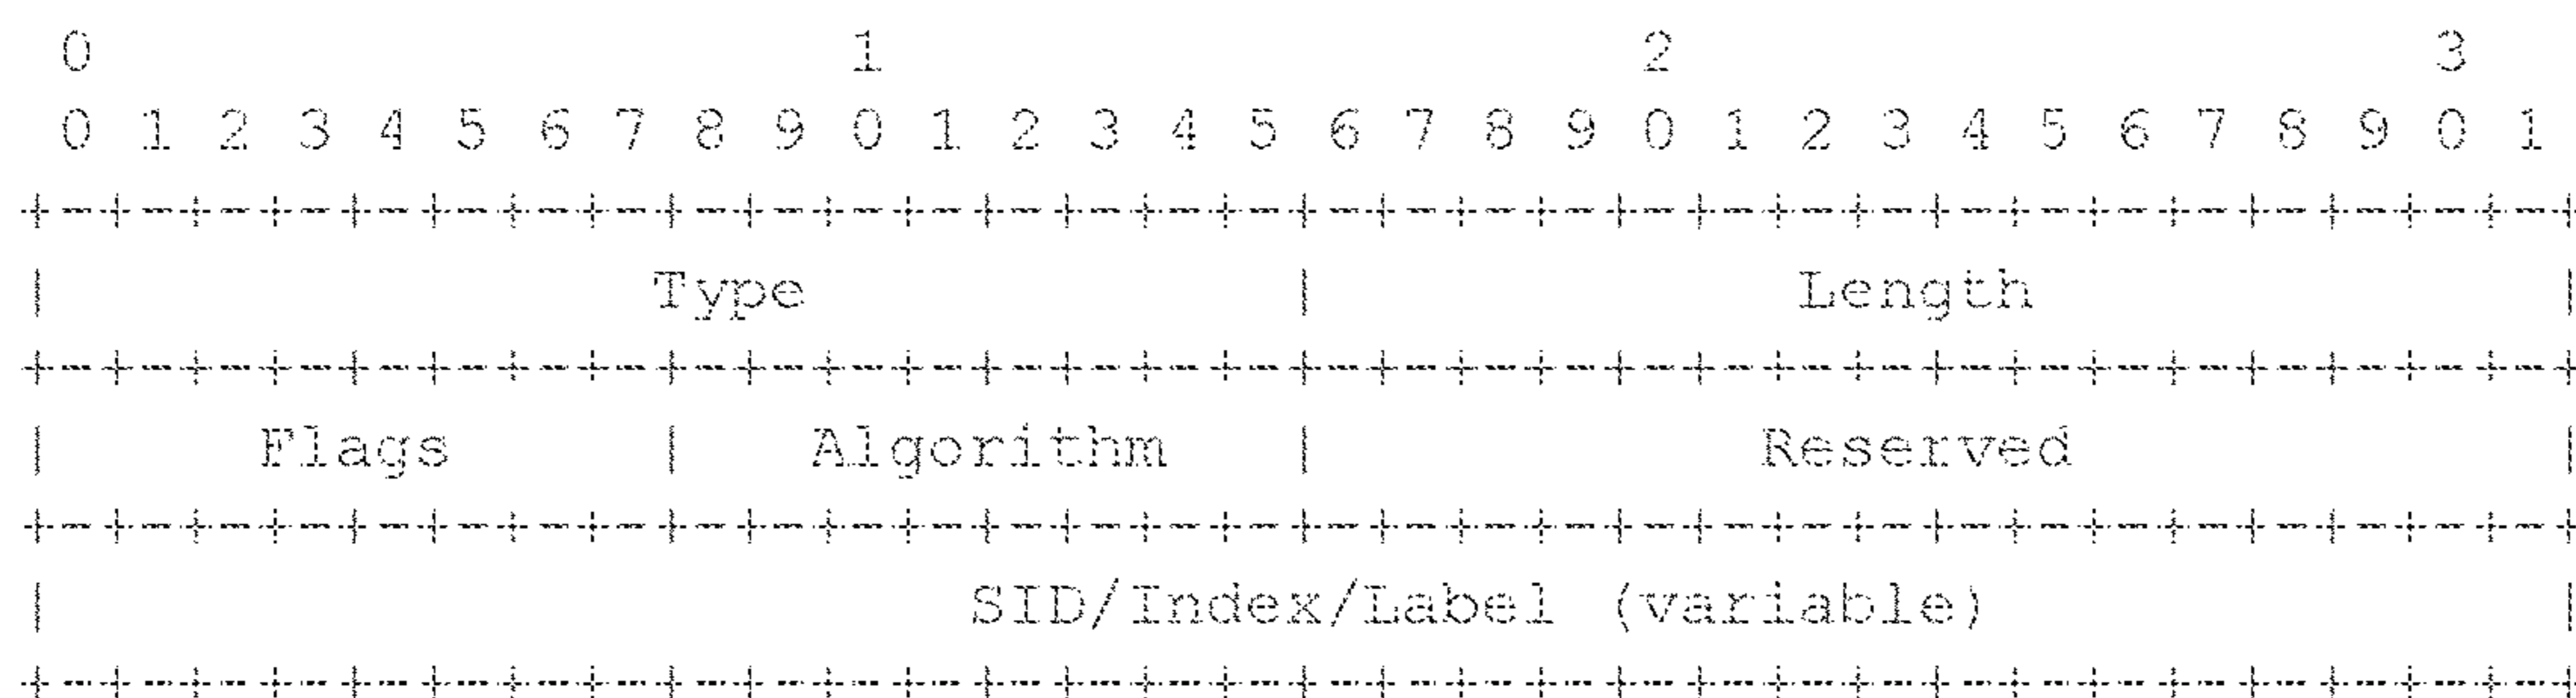 0                   1                   2                   3
 0 1 2 3 4 5 6 7 8 9 0 1 2 3 4 5 6 7 8 9 0 1 2 3 4 5 6 7 8 9 0 1
+-+-+-+-+-+-+-+-+-+-+-+-+-+-+-+-+-+-+-+-+-+-+-+-+-+-+-+-+-+-+-+-+
|               Type            |            Length             |
+-+-+-+-+-+-+-+-+-+-+-+-+-+-+-+-+-+-+-+-+-+-+-+-+-+-+-+-+-+-+-+-+
|     Flags     |   Algorithm   |           Reserved            |
+-+-+-+-+-+-+-+-+-+-+-+-+-+-+-+-+-+-+-+-+-+-+-+-+-+-+-+-+-+-+-+-+
|                       SID/Index/Label (variable)              |
+-+-+-+-+-+-+-+-+-+-+-+-+-+-+-+-+-+-+-+-+-+-+-+-+-+-+-+-+-+-+-+-+